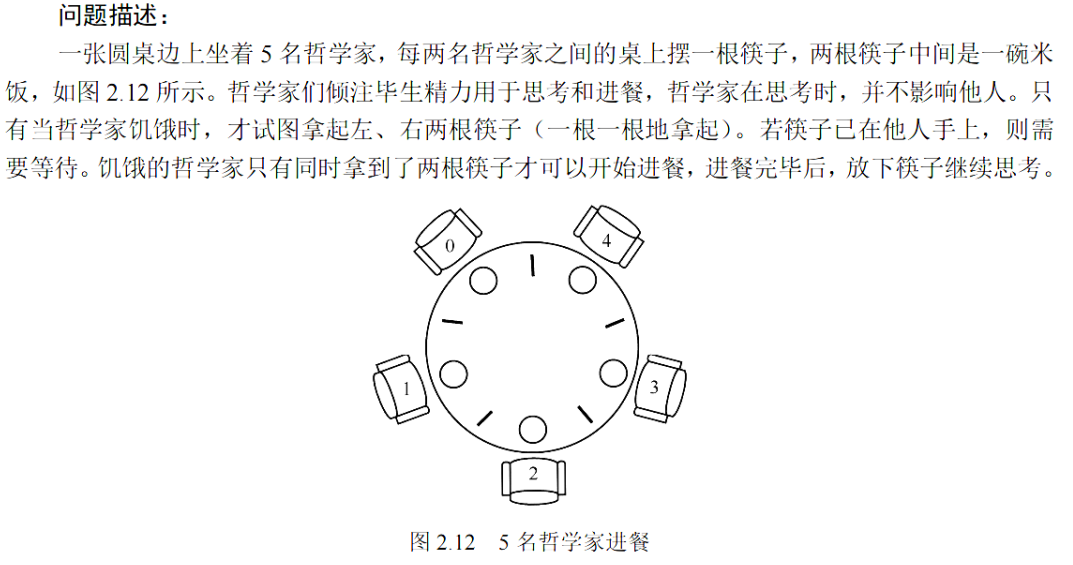 问题描述：
一张圆桌边上坐着 5 名哲学家，每两名哲学家之间的桌上摆一根筷子，两根筷子中间是一碗米
饭，如图 2.12 所示。哲学家们倾注毕生精力用于思考和进餐，哲学家在思考时，并不影响他人。只
有当哲学家饥饿时，才试图拿起左、右两根筷子（一根一根地拿起）。若筷子已在他人手上，则需
要等待。饥饿的哲学家只有同时拿到了两根筷子才可以开始进餐，进餐完毕后，放下筷子继续思考。
0
4
1
3
2
图 2.12 5 名哲学家进餐